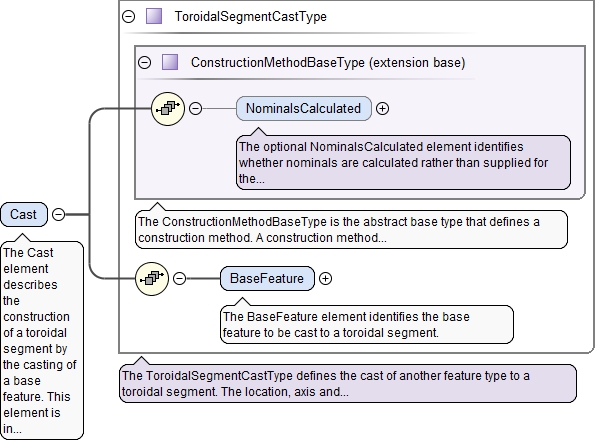 ToroidalSegmentCastType
ConstructionMethodBaseType (extension base)
NominalsCalculated
The optional NominalsCalculated element identifies
whether nominals are calculated rather than supplied for
the...
The ConstructionMethodBaseType is the abstract base type that defines a
construction method. A construction method...
Cast
The Cast
element
describes
the
construction
of a toroidal
segment by
the casting of
a base
feature. This
element is
in...
BaseFeature
The BaseFeature element identifies the base
feature to be cast to a toroidal segment.
The ToroidalSegmentCastType defines the cast of another feature type to a
toroidal segment. The location, axis and...